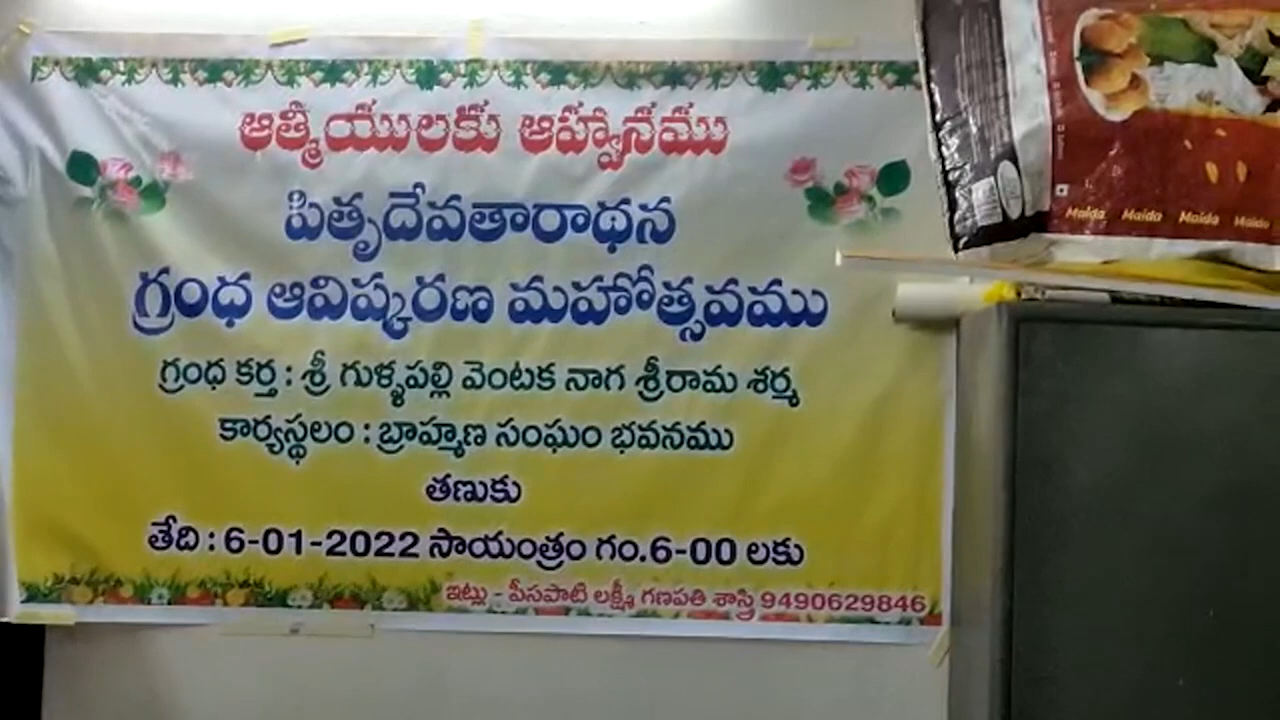 ఆత్మీయులకు ఆహ్వానము
పితృదేవతారాధన
గ్రంధ ఆవిష్కరణ మహోత్సవము
గ్రంధ కర్త : శ్రీ గుళ్ళపల్లి వెంటక నాగ శ్రీరామ శర్మ
కార్యస్థలం : బ్రాహ్మణ సంఘం భవనము
తణుకు
తేది : 6-01-2022 సాయంత్రం గం.6-00 లకు
ఇట్లు - పీసపాటి లక్ష్మీ గణపతి శాస్త్రి 9490629846
Maida Maida Maida Maida